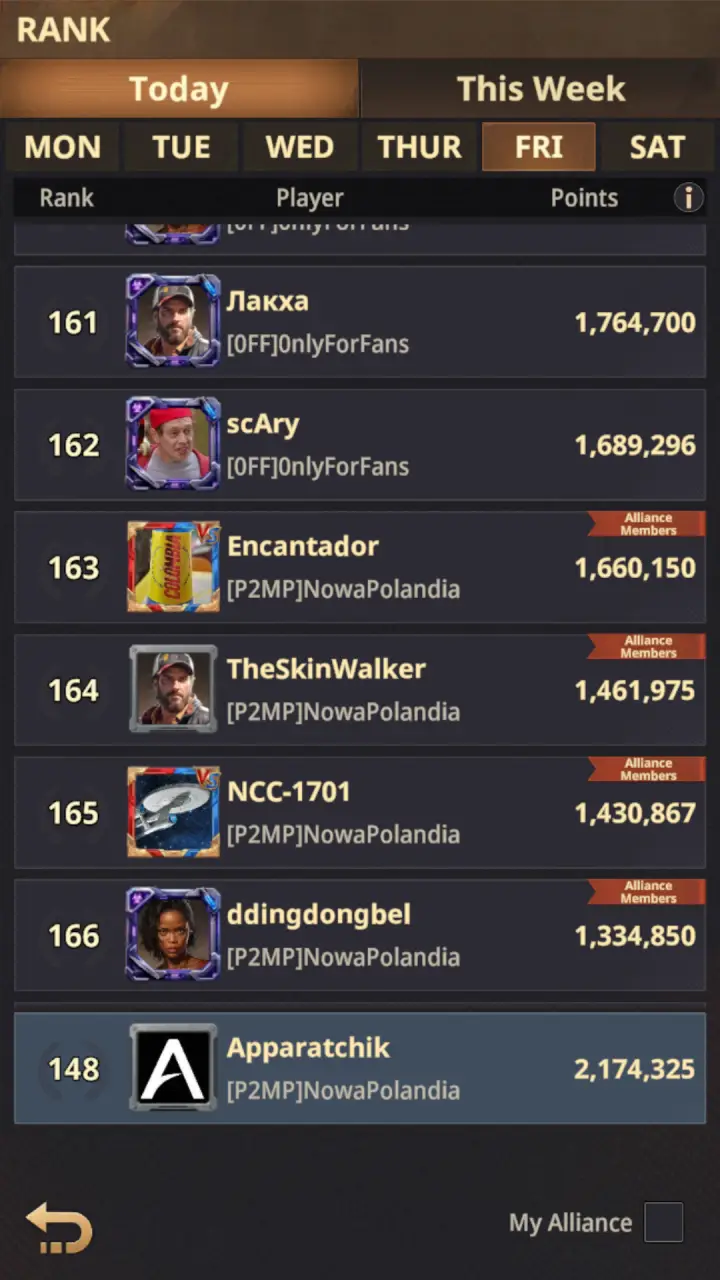 RANK
Today
This Week
MON TUE WED THUR FRI SAT
Rank Player Points i
161
Лакха
[0FF]0nlyForFans
1,764,700
162
scAry
[0FF]0nlyForFans
1,689,296
Alliance
Members
163
Encantador
[P2MP]NowaPolandia
1,660,150
COLOMBIA
VS
Alliance
Members
164
TheSkinWalker
[P2MP]NowaPolandia
1,461,975
Alliance
Members
165
VS
NCC-1701
[P2MP]NowaPolandia
1,430,867
Alliance
Members
166
ddingdongbel
[P2MP]NowaPolandia
1,334,850
148
Apparatchik
[P2MP]NowaPolandia
2,174,325
My Alliance